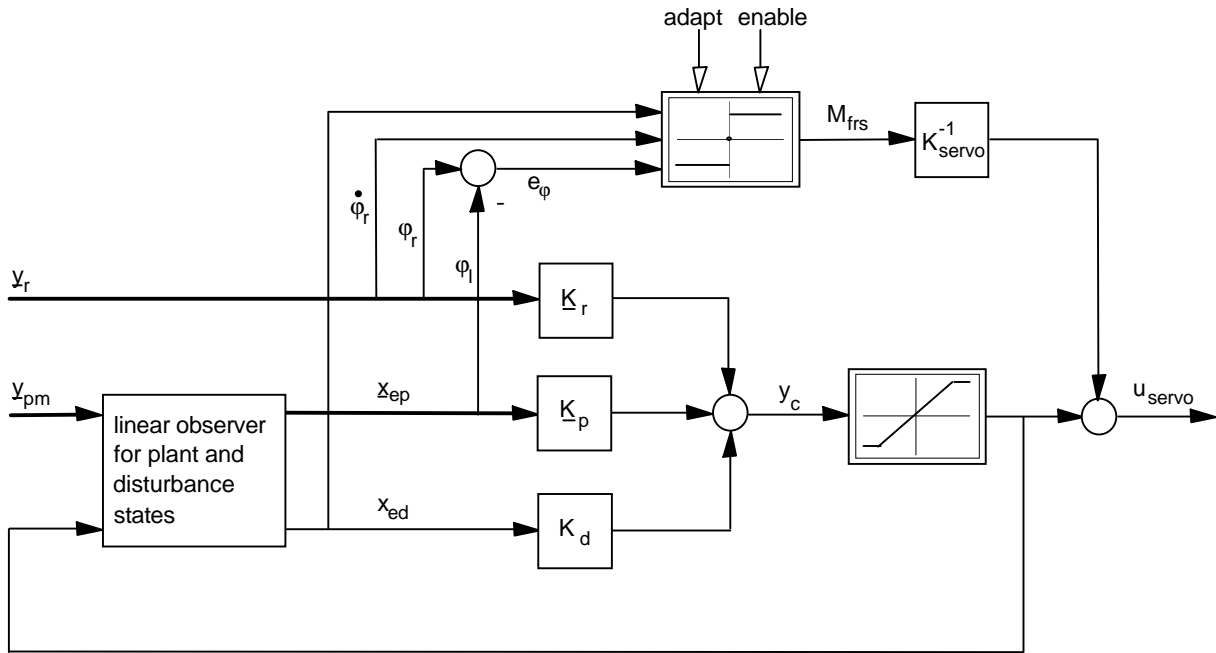 adapt enable
M_frs
K_servo^-1
e_φ
-
φ̇_r
φ_r
φ_l
y_r
K_r
y_pm
x_ep
K_p
y_c
u_servo
linear observer
for plant and
disturbance
states
x_ed
K_d